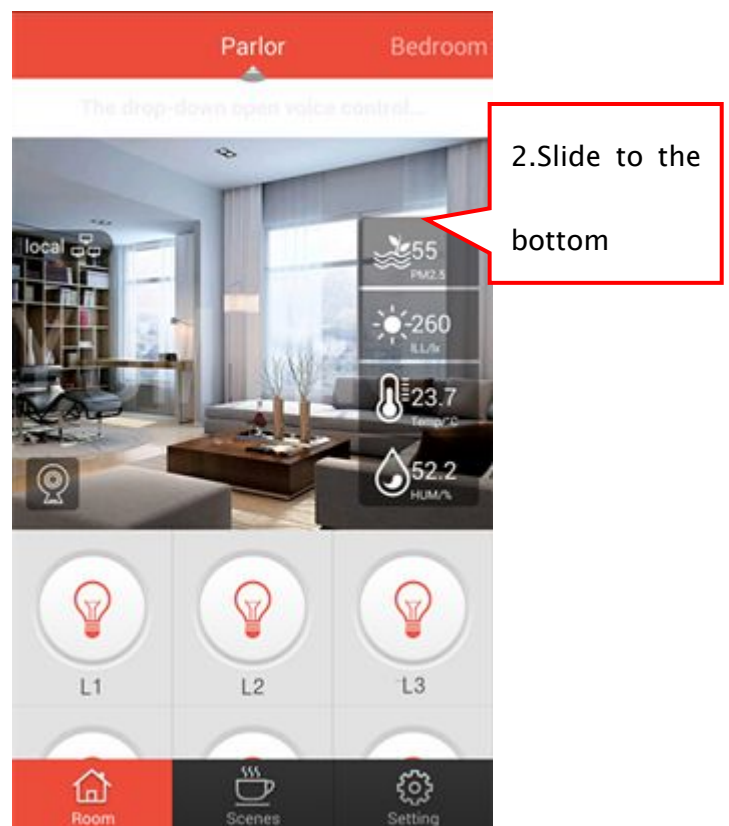 Parlor Bedroom
The drop-down open voice control...
2.Slide to the
bottom
local
55
PM2.5
260
ILL/lx
23.7
Temp/°C
52.2
HUM/%
L1 L2 L3
Room Scenes Setting